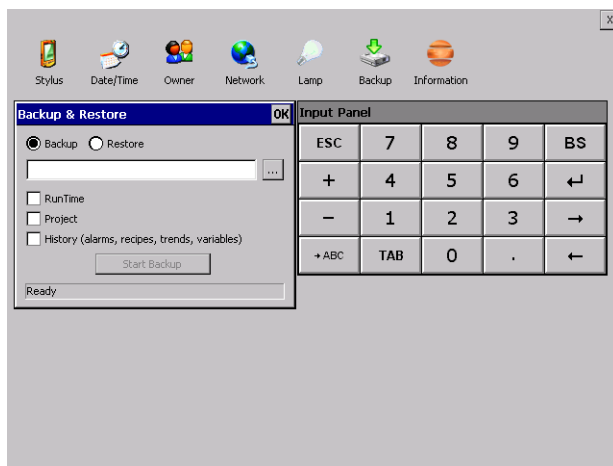 X
Stylus Date/Time Owner Network Lamp Backup Information
Backup & Restore OK
Backup Restore
...
RunTime
Project
History (alarms, recipes, trends, variables)
Start Backup
Ready
Input Panel
ESC 7 8 9 BS
+ 4 5 6 ↵
− 1 2 3 →
→ ABC TAB 0 . ←